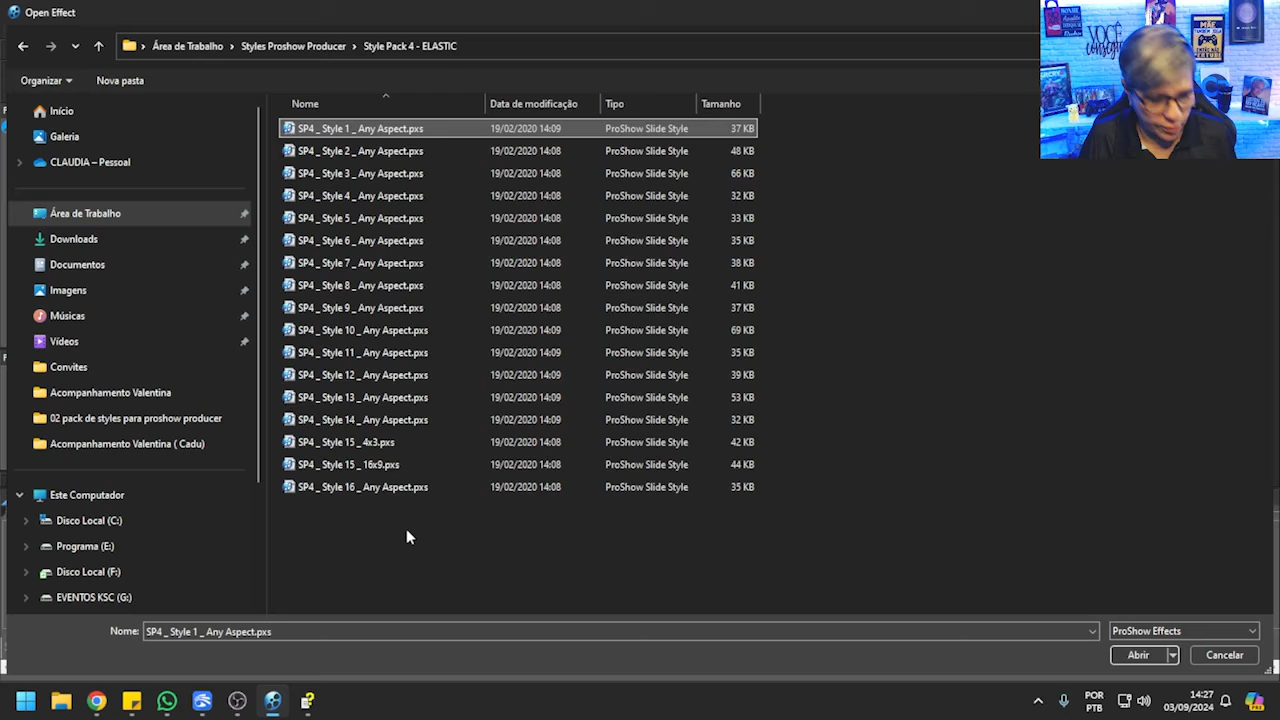 Open Effect
Área de Trabalho > Styles Proshow Producer > Style Pack 4 - ELASTIC
Organizar
Nova pasta
Início
Galeria
CLAUDIA – Pessoal
Área de Trabalho
Downloads
Documentos
Imagens
Músicas
Vídeos
Convites
Acompanhamento Valentina
02 pack de styles para proshow producer
Acompanhamento Valentina ( Cadu)
Este Computador
Disco Local (C:)
Programa (E:)
Disco Local (F:)
EVENTOS KSC (G:)
Nome Data de modificação Tipo Tamanho
SP4 _ Style 1 _ Any Aspect.pxs 19/02/2020 14:09 ProShow Slide Style 37 KB
SP4 _ Style 2 _ Any Aspect.pxs 19/02/2020 14:08 ProShow Slide Style 48 KB
SP4 _ Style 3 _ Any Aspect.pxs 19/02/2020 14:08 ProShow Slide Style 66 KB
SP4 _ Style 4 _ Any Aspect.pxs 19/02/2020 14:08 ProShow Slide Style 32 KB
SP4 _ Style 5 _ Any Aspect.pxs 19/02/2020 14:08 ProShow Slide Style 33 KB
SP4 _ Style 6 _ Any Aspect.pxs 19/02/2020 14:08 ProShow Slide Style 35 KB
SP4 _ Style 7 _ Any Aspect.pxs 19/02/2020 14:08 ProShow Slide Style 38 KB
SP4 _ Style 8 _ Any Aspect.pxs 19/02/2020 14:08 ProShow Slide Style 41 KB
SP4 _ Style 9 _ Any Aspect.pxs 19/02/2020 14:08 ProShow Slide Style 37 KB
SP4 _ Style 10 _ Any Aspect.pxs 19/02/2020 14:09 ProShow Slide Style 69 KB
SP4 _ Style 11 _ Any Aspect.pxs 19/02/2020 14:09 ProShow Slide Style 35 KB
SP4 _ Style 12 _ Any Aspect.pxs 19/02/2020 14:09 ProShow Slide Style 39 KB
SP4 _ Style 13 _ Any Aspect.pxs 19/02/2020 14:09 ProShow Slide Style 53 KB
SP4 _ Style 14 _ Any Aspect.pxs 19/02/2020 14:09 ProShow Slide Style 32 KB
SP4 _ Style 15 _ 4x3.pxs 19/02/2020 14:08 ProShow Slide Style 42 KB
SP4 _ Style 15 _ 16x9.pxs 19/02/2020 14:08 ProShow Slide Style 44 KB
SP4 _ Style 16 _ Any Aspect.pxs 19/02/2020 14:08 ProShow Slide Style 35 KB
VOCÊ
MÃE
TAMBÉM JOGA
Nome: SP4 _ Style 1 _ Any Aspect.pxs
ProShow Effects
Abrir
Cancelar
POR
PTB
14:27
03/09/2024